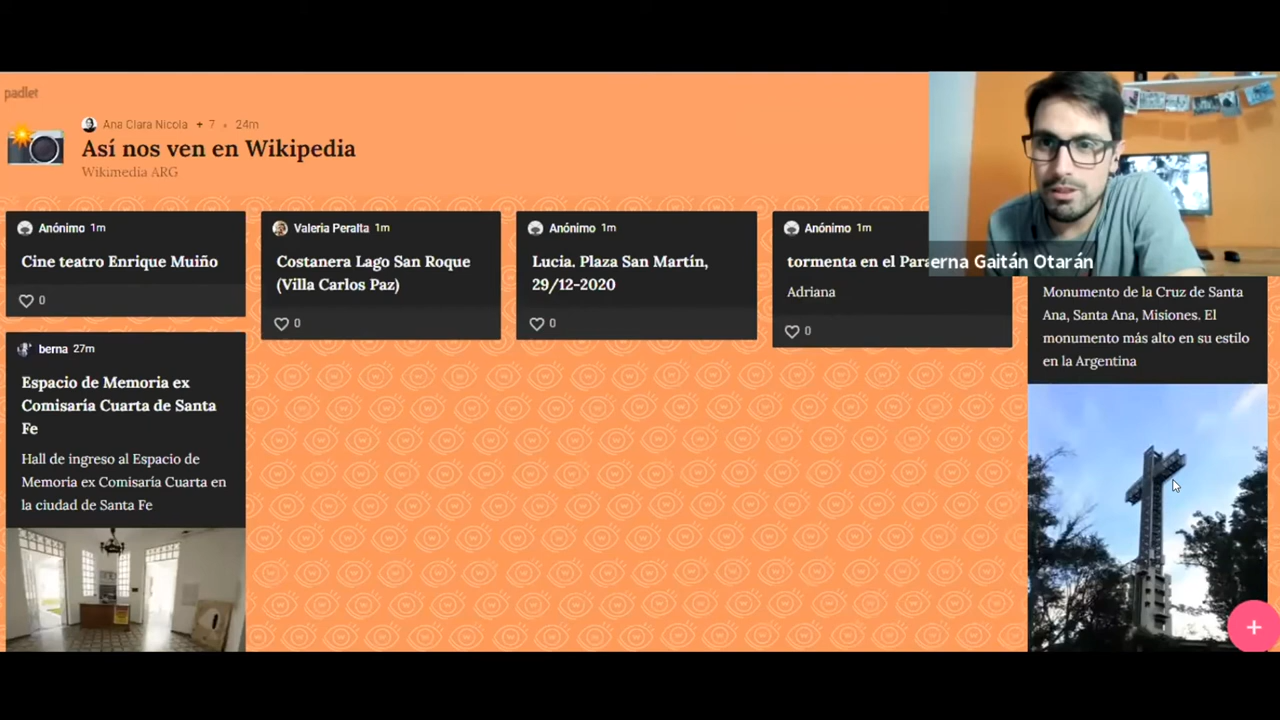 padlet
Ana Clara Nicola + 7 • 24m
Así nos ven en Wikipedia
Wikimedia ARG
Anónimo 1m
Cine teatro Enrique Muiño
0
berna 27m
Espacio de Memoria ex
Comisaría Cuarta de Santa
Fe
Hall de ingreso al Espacio de
Memoria ex Comisaría Cuarta en
la ciudad de Santa Fe
Valeria Peralta 1m
Costanera Lago San Roque
(Villa Carlos Paz)
0
Anónimo 1m
Lucia. Plaza San Martín,
29/12-2020
0
Anónimo 1m
tormenta en el Para
Adriana
0
erna Gaitán Otarán
Monumento de la Cruz de Santa
Ana, Santa Ana, Misiones. El
monumento más alto en su estilo
en la Argentina
+